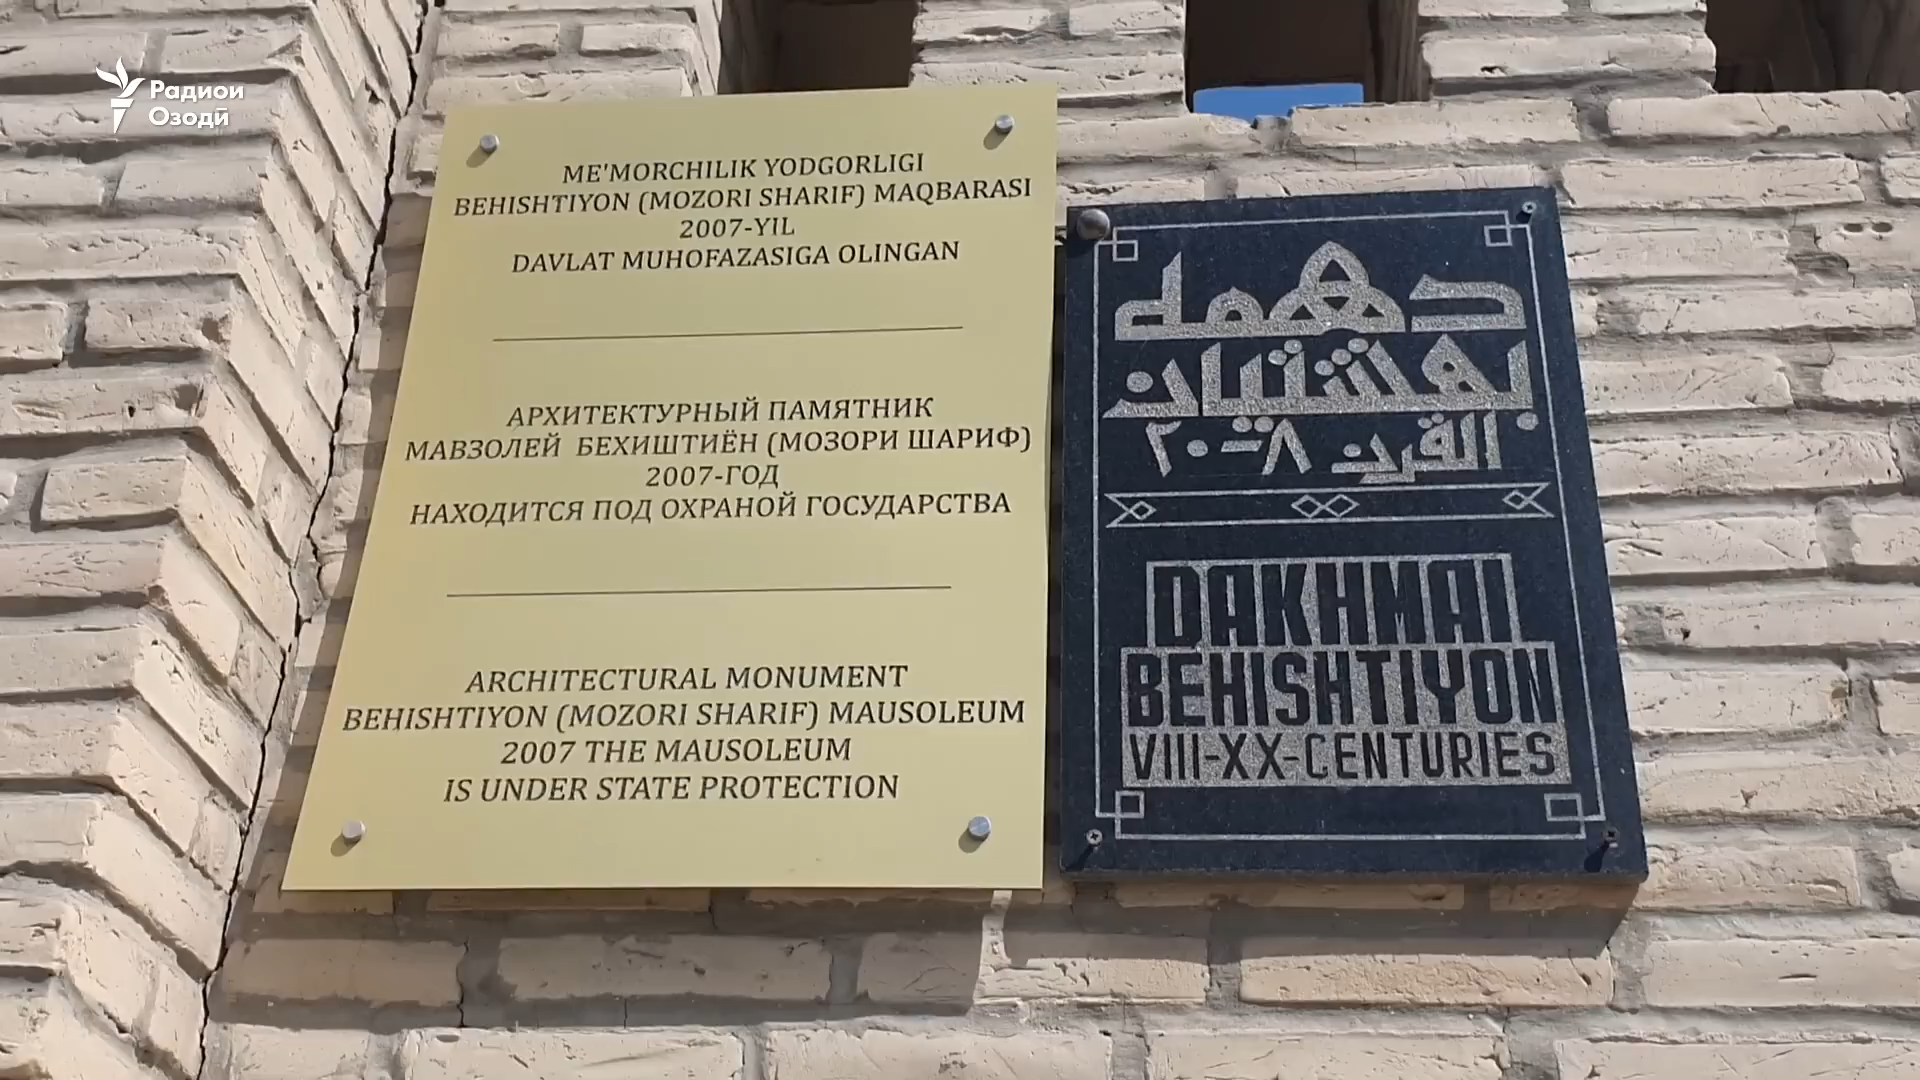 Радиои
Озодӣ
ME'MORCHILIK YODGORLIGI
BEHISHTIYON (MOZORI SHARIF) MAQBARASI
2007-YIL
DAVLAT MUHOFAZASIGA OLINGAN
АРХИТЕКТУРНЫЙ ПАМЯТНИК
МАВЗОЛЕЙ БЕХИШТИЁН (МОЗОРИ ШАРИФ)
2007-ГОД
НАХОДИТСЯ ПОД ОХРАНОЙ ГОСУДАРСТВА
ARCHITECTURAL MONUMENT
BEHISHTIYON (MOZORI SHARIF) MAUSOLEUM
2007 THE MAUSOLEUM
IS UNDER STATE PROTECTION
دهمه
بهشتیان
القرن ٨-٢٠
DAKHMAI
BEHISHTIYON
VIII-XX-CENTURIES